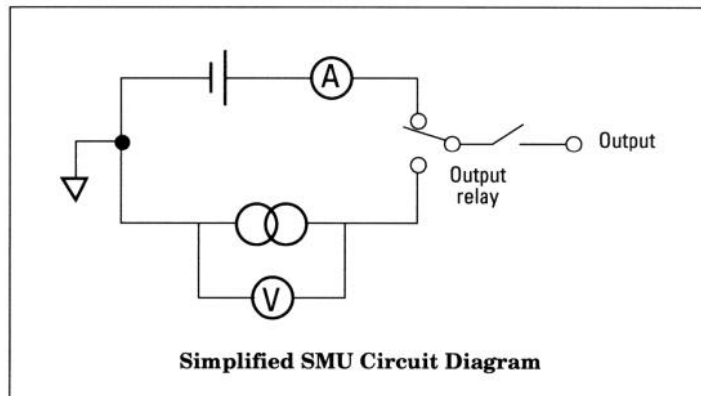 A
Output
Output
relay
V
Simplified SMU Circuit Diagram